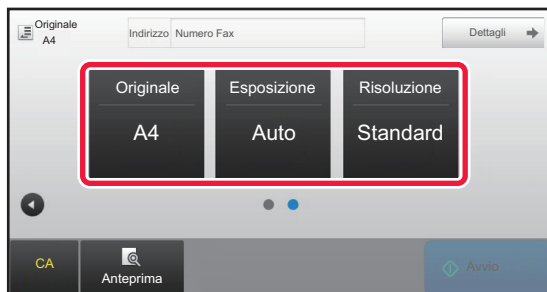 Originale
A4
Indirizzo Numero Fax
Dettagli
Originale
A4
Esposizione
Auto
Risoluzione
Standard
CA
Anteprima
Avvio